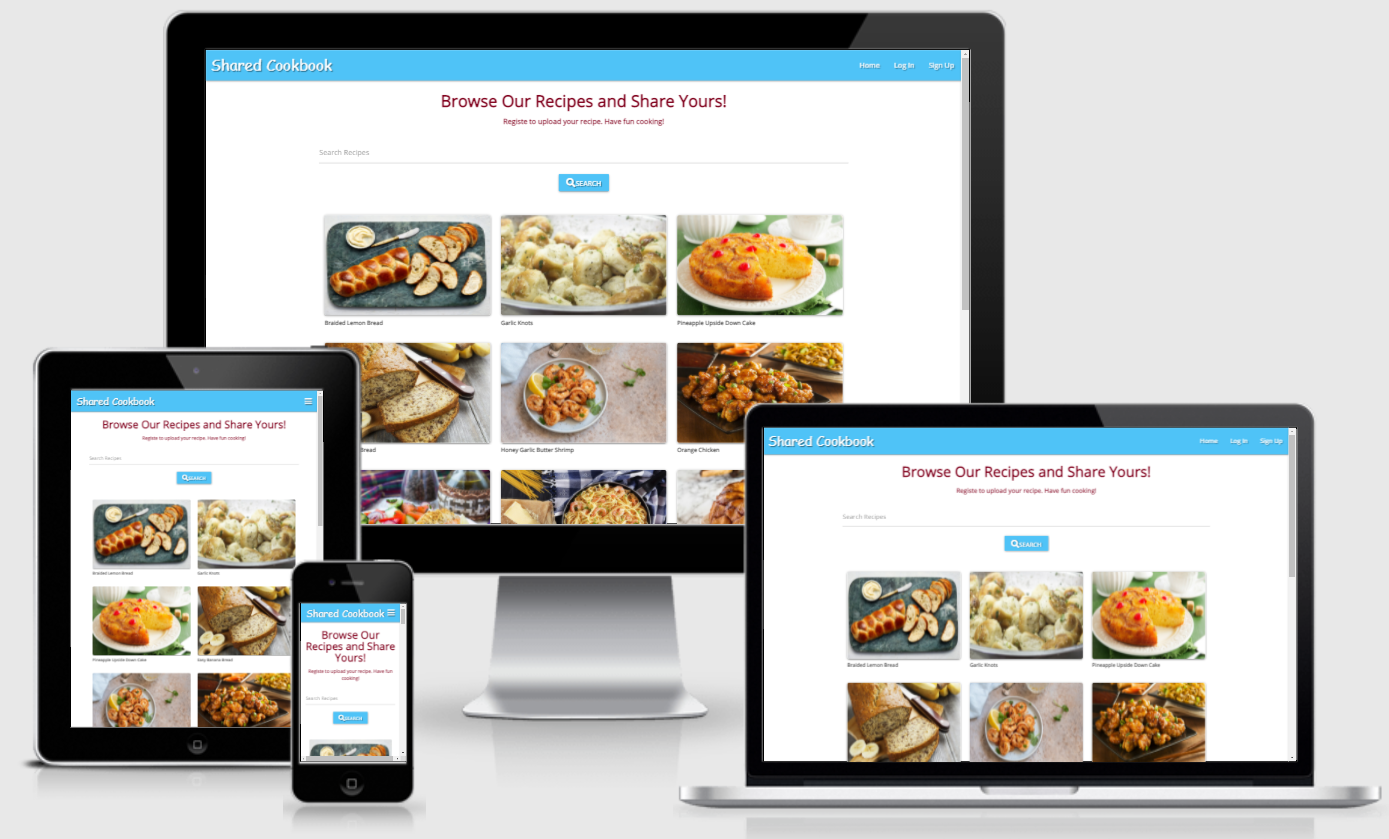 Shared Cookbook
Home Log In Sign Up
Browse Our Recipes and Share Yours!
Registe to upload your recipe. Have fun cooking!
Search Recipes
SEARCH
Braided Lemon Bread Garlic Knots Pineapple Upside Down Cake
Bread Honey Garlic Butter Shrimp Orange Chicken
Shared Cookbook
Browse Our Recipes and Share Yours!
Registe to upload your recipe. Have fun cooking!
Search Recipes
SEARCH
Braided Lemon Bread Garlic Knots
Pineapple Upside Down Cake Easy Banana Bread
Shared Cookbook
Browse Our
Recipes and Share
Yours!
Registe to upload your recipe. Have fun
cooking!
Search Recipes
SEARCH
Shared Cookbook
Home Log In Sign Up
Browse Our Recipes and Share Yours!
Registe to upload your recipe. Have fun cooking!
Search Recipes
SEARCH
Braided Lemon Bread Garlic Knots Pineapple Upside Down Cake